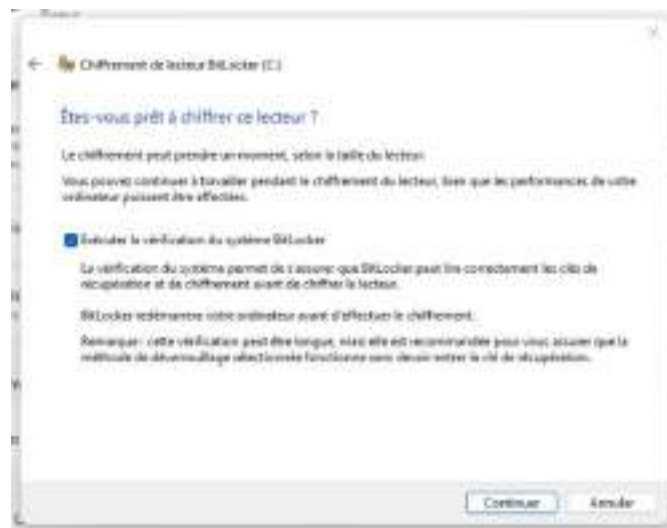 Chiffrement de lecteur BitLocker (C:)
Êtes-vous prêt à chiffrer ce lecteur ?
Le chiffrement peut prendre un moment, selon la taille du lecteur.
Vous pouvez continuer à travailler pendant le chiffrement du lecteur, bien que les performances de votre
ordinateur puissent être affectées.
Exécuter la vérification du système BitLocker
La vérification du système permet de s'assurer que BitLocker peut lire correctement les clés de
récupération et de chiffrement avant de chiffrer le lecteur.
BitLocker redémarrera votre ordinateur avant d'effectuer le chiffrement.
Remarque : cette vérification peut être longue, mais elle est recommandée pour vous assurer que la
méthode de déverrouillage sélectionnée fonctionne sans devoir entrer la clé de récupération.
Continuer Annuler